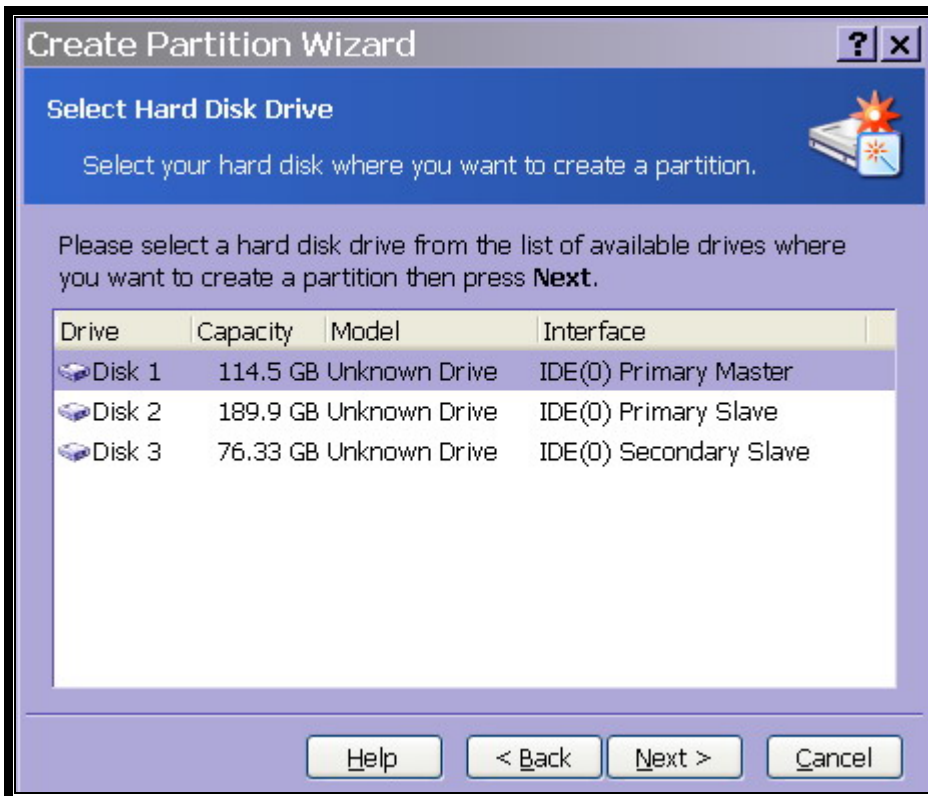 Create Partition Wizard
Select Hard Disk Drive
Select your hard disk where you want to create a partition.
Please select a hard disk drive from the list of available drives where
you want to create a partition then press Next.
Drive Capacity Model Interface
Disk 1 114.5 GB Unknown Drive IDE(0) Primary Master
Disk 2 189.9 GB Unknown Drive IDE(0) Primary Slave
Disk 3 76.33 GB Unknown Drive IDE(0) Secondary Slave
Help < Back Next > Cancel